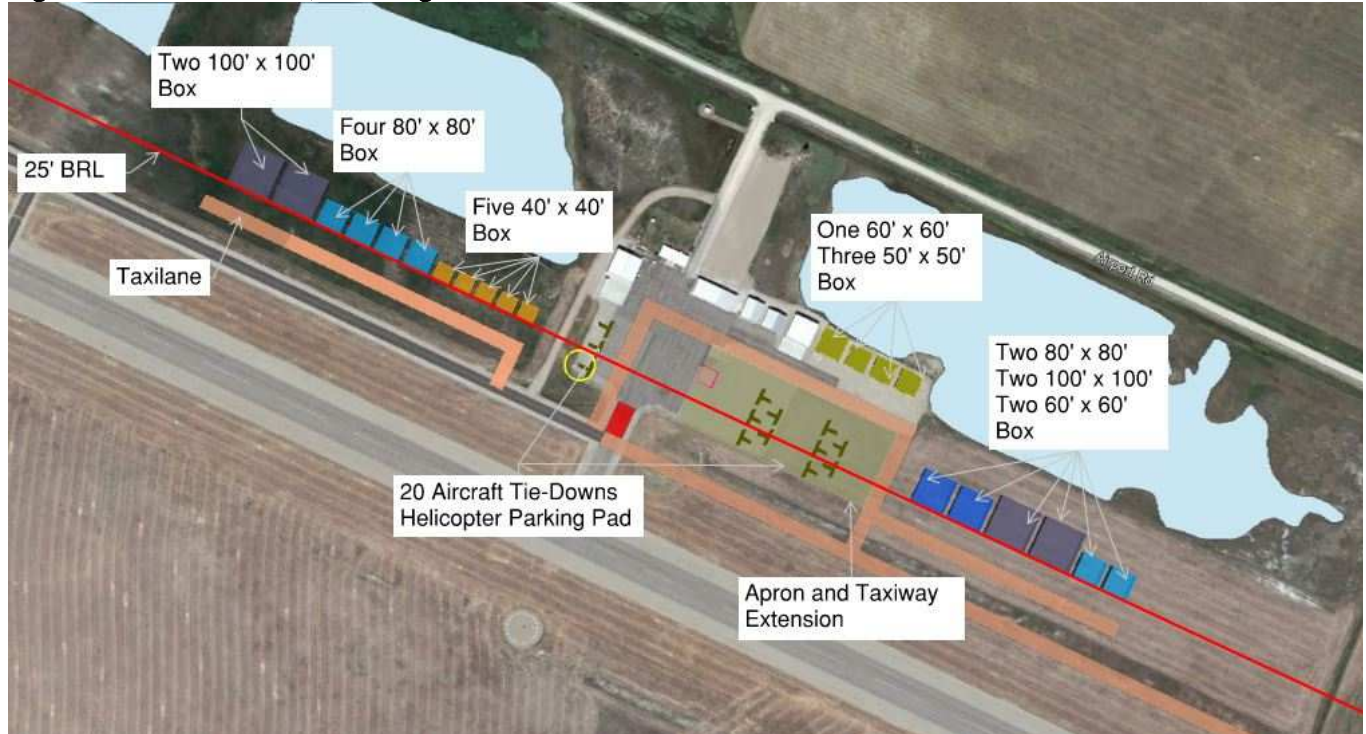 Two 100' x 100'
Box
Four 80' x 80'
Box
25' BRL
Five 40' x 40'
Box
One 60' x 60'
Three 50' x 50'
Box
Airport Rd
Taxilane
Two 80' x 80'
Two 100' x 100'
Two 60' x 60'
Box
20 Aircraft Tie-Downs
Helicopter Parking Pad
Apron and Taxiway
Extension